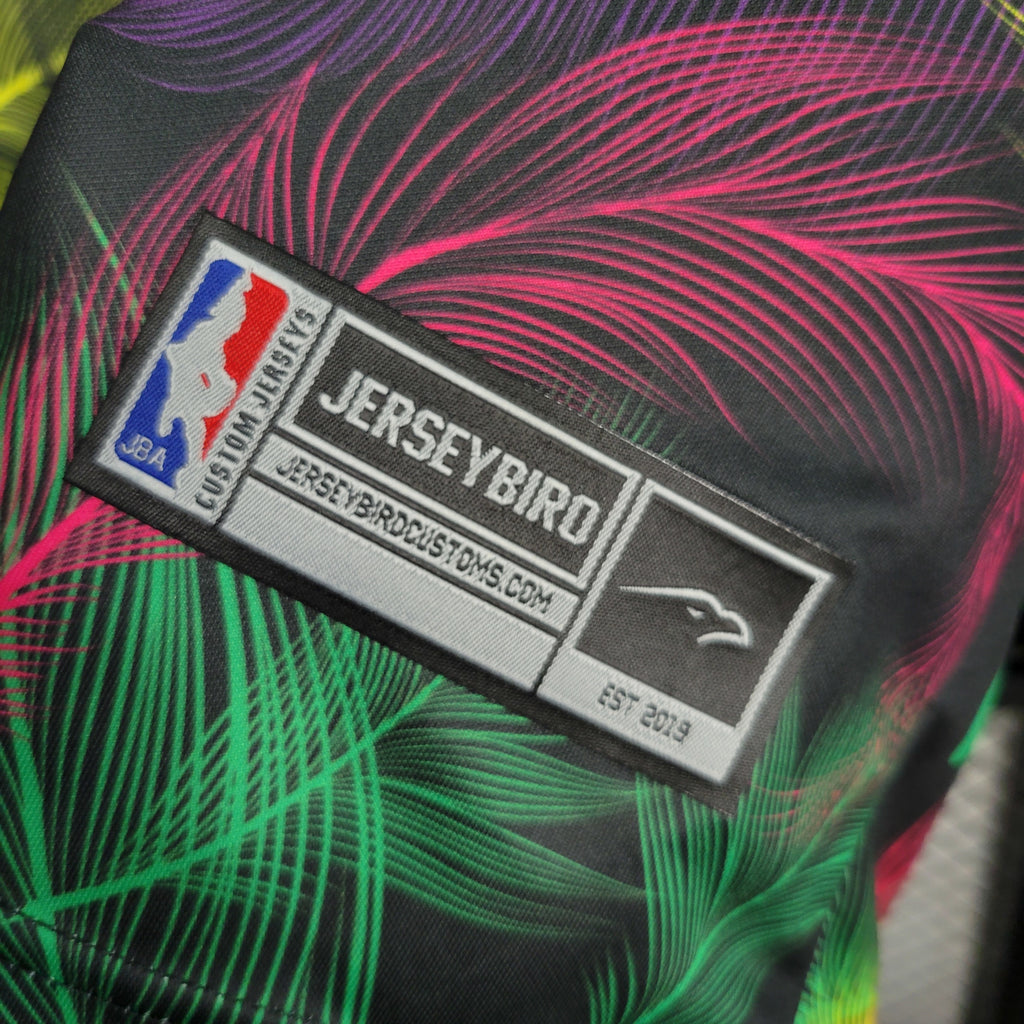 JBA
CUSTOM JERSEYS
JERSEYBIRD
JERSEYBIRDCUSTOMS.COM
EST 2019